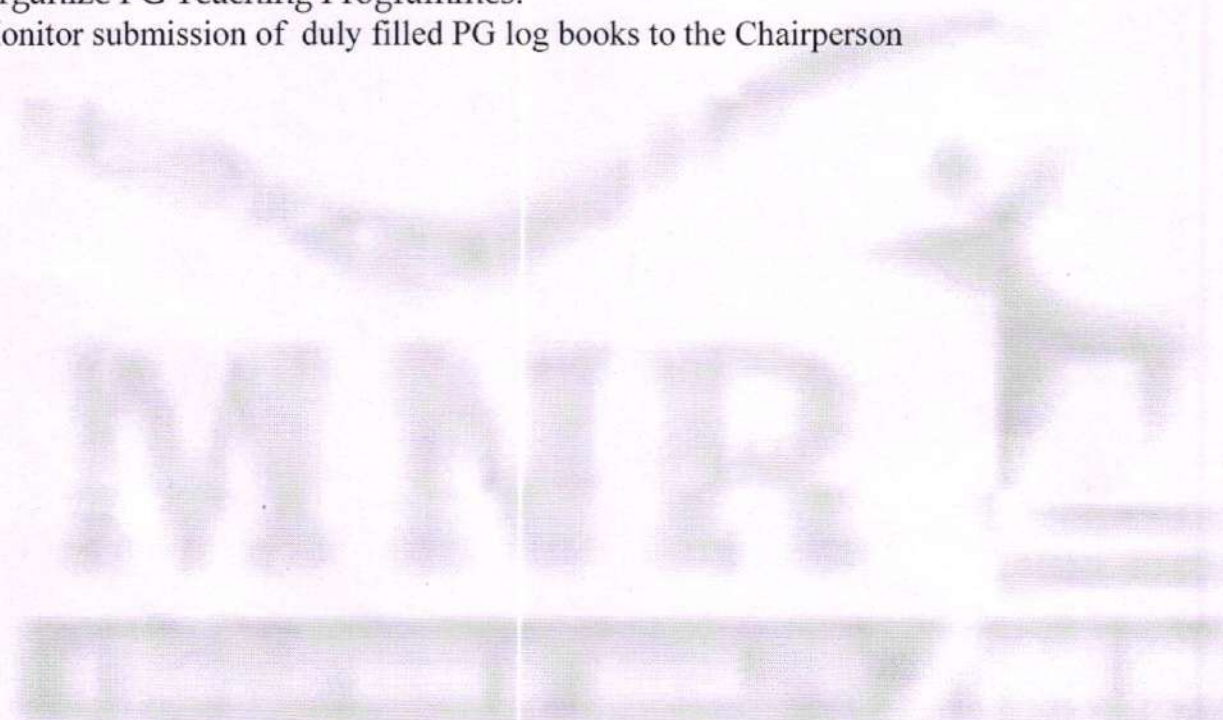 rganize PG Teaching Programmes.
onitor submission of duly filled PG log books to the Chairperson
MNR